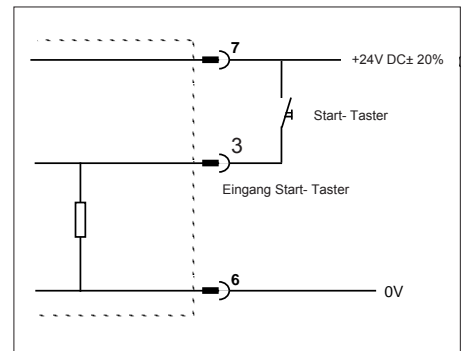 7
+24V DC± 20%
Start- Taster
3
Eingang Start- Taster
6
0V